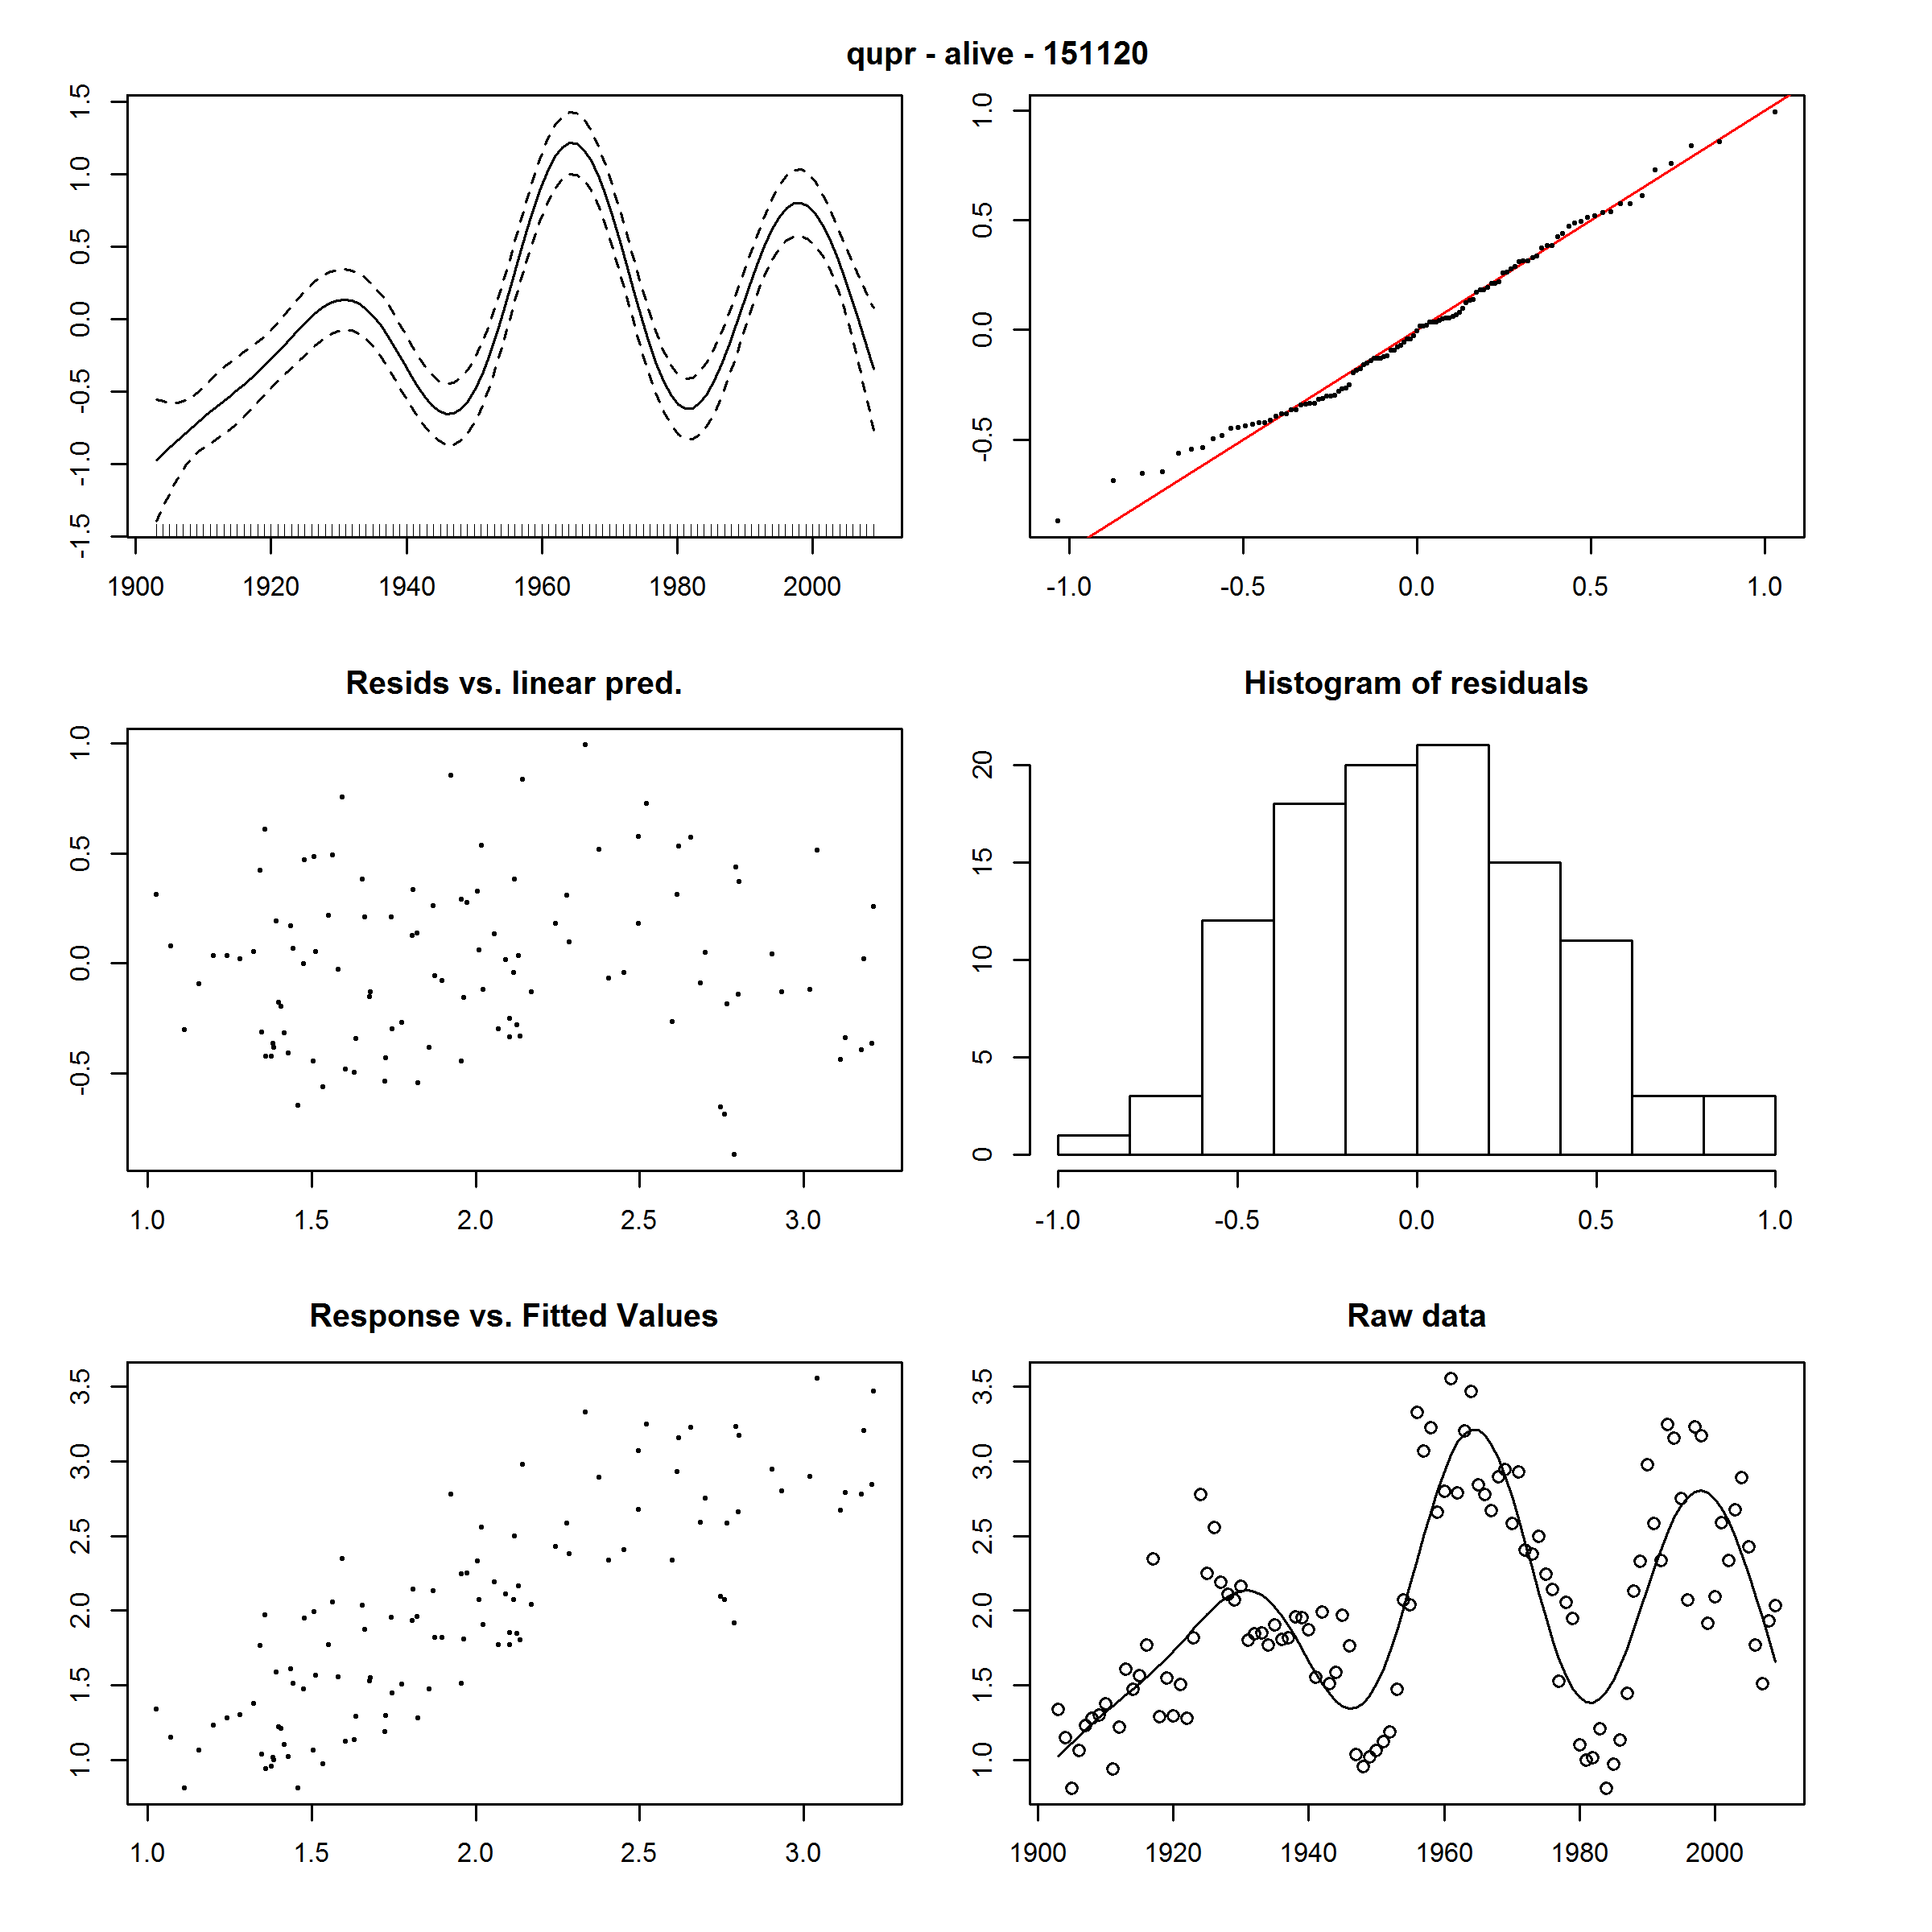 qupr - alive - 151120
1.5
1.0
0.5
0.0
-0.5
-1.0
-1.5
1900 1920 1940 1960 1980 2000
1.0
0.5
0.0
-0.5
-1.0 -0.5 0.0 0.5 1.0
Resids vs. linear pred.
1.0
0.5
0.0
-0.5
1.0 1.5 2.0 2.5 3.0
Histogram of residuals
20
15
10
5
0
-1.0 -0.5 0.0 0.5 1.0
Response vs. Fitted Values
3.5
3.0
2.5
2.0
1.5
1.0
1.0 1.5 2.0 2.5 3.0
Raw data
3.5
3.0
2.5
2.0
1.5
1.0
1900 1920 1940 1960 1980 2000